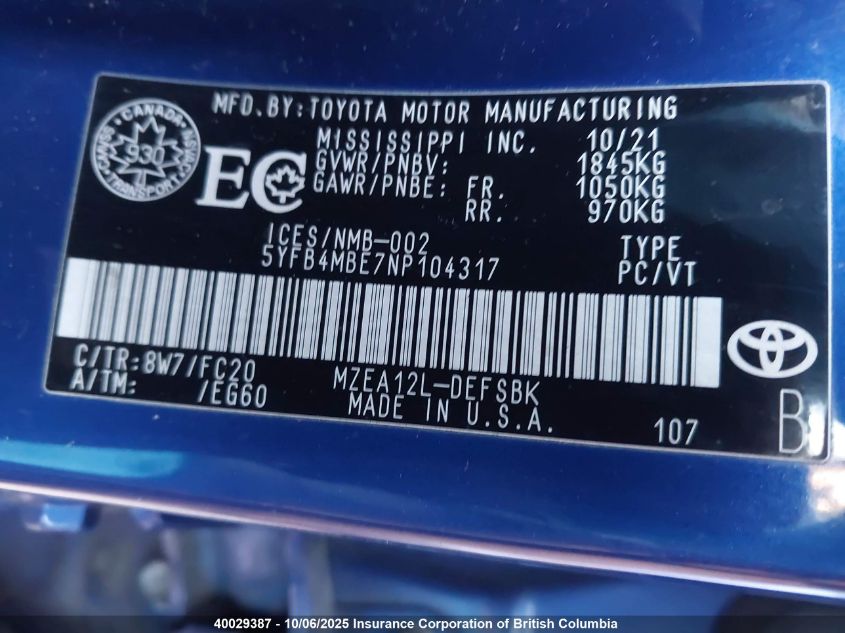 MFD.BY:TOYOTA MOTOR MANUFACTURING
MISSISSIPPI INC. 10/21
GVWR/PNBV: 1845KG
GAWR/PNBE: FR. 1050KG
RR. 970KG
CANADA
930
TRANSPORT
EC
ICES/NMB-002
5YFB4MBE7NP104317
TYPE
PC/VT
C/TR:8W7/FC20
A/TM: /EG60
MZEA12L-DEFSBK
MADE IN U.S.A.
107
B
40029387 - 10/06/2025 Insurance Corporation of British Columbia